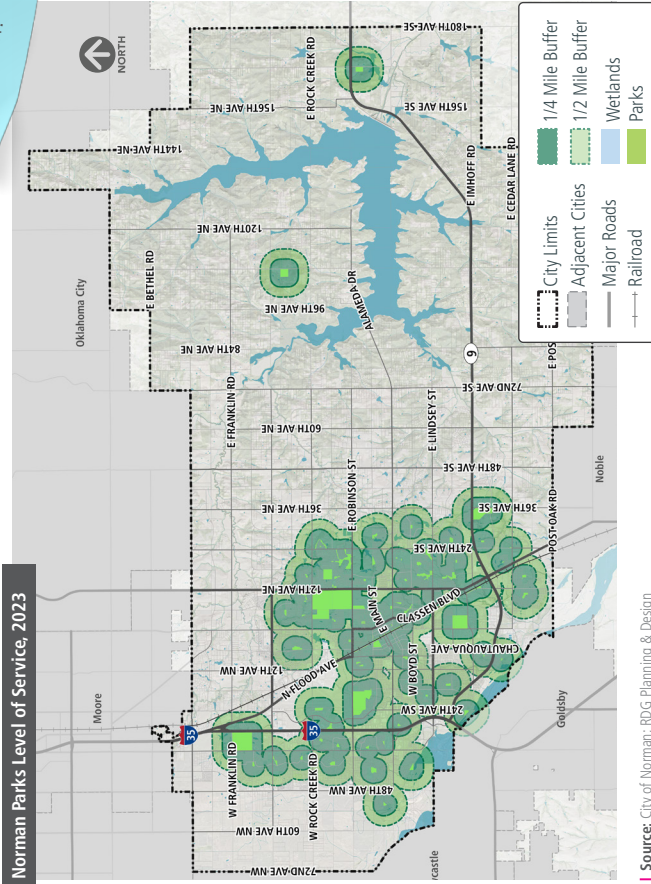 Norman Parks Level of Service, 2023
NORTH
Oklahoma City
Moore
Noble
Goldsby
wcastle
180TH AVE SE
156TH AVE NE
156TH AVE SE
144TH AVE NE
120TH AVE NE
96TH AVE NE
84TH AVE NE
72ND AVE SE
60TH AVE NE
48TH AVE SE
36TH AVE NE
36TH AVE SE
24TH AVE SE
12TH AVE NE
12TH AVE NW
24TH AVE SW
48TH AVE NW
60TH AVE NW
72ND AVE NW
E ROCK CREEK RD
E BETHEL RD
E FRANKLIN RD
ALAMEDA DR
E IMHOFF RD
E CEDAR LANE RD
E POS
POST OAK RD
E LINDSEY ST
E ROBINSON ST
E MAIN ST
CLASSEN BLVD
CHAUTAUQUA AVE
W BOYD ST
N FLOOD AVE
W FRANKLIN RD
W ROCK CREEK RD
35
35
9
City Limits
Adjacent Cities
Major Roads
Railroad
1/4 Mile Buffer
1/2 Mile Buffer
Wetlands
Parks
Source: City of Norman; RDG Planning & Design